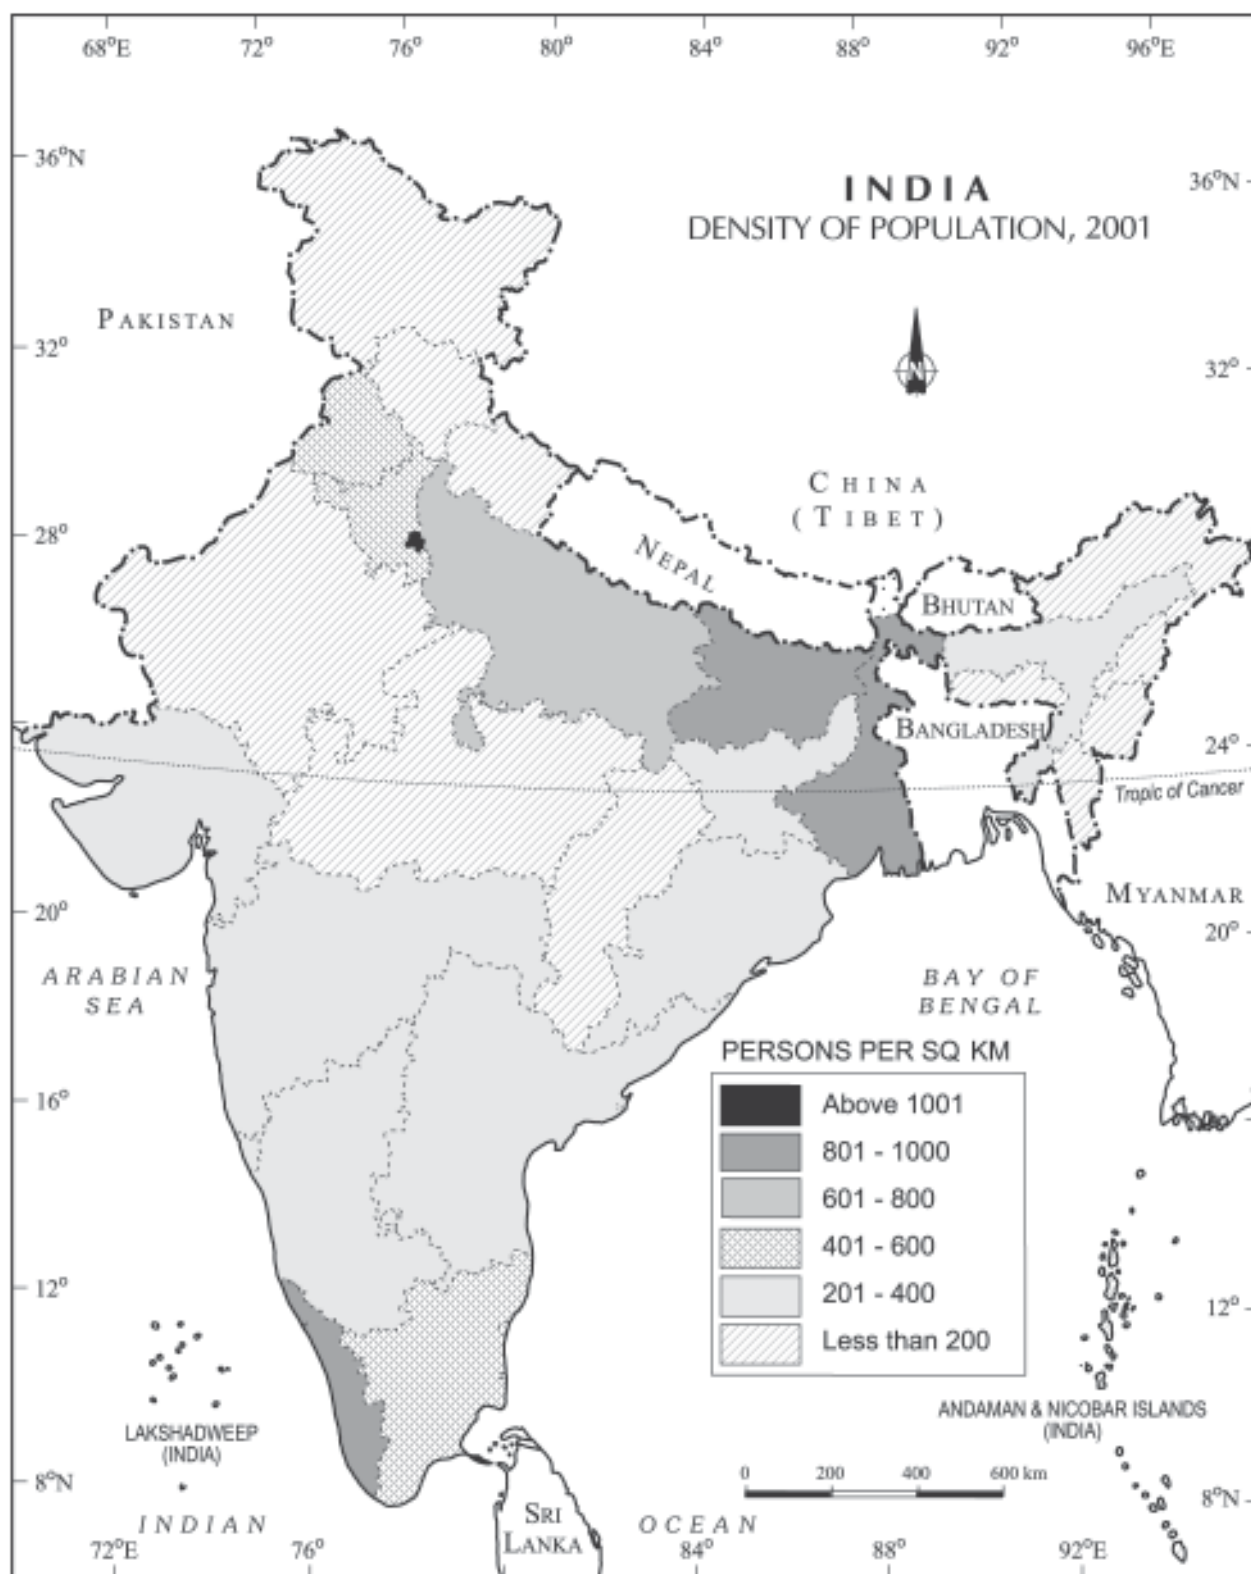 68°E 72° 76° 80° 84° 88° 92° 96°E
36°N
INDIA
36°N
DENSITY OF POPULATION, 2001
PAKISTAN
32°
32°
N
CHINA
(TIBET)
28°
NEPAL
BHUTAN
BANGLADESH
24°
Tropic of Cancer
MYANMAR
20°
20°
ARABIAN
SEA
BAY OF
BENGAL
PERSONS PER SQ KM
16°
Above 1001
801 - 1000
601 - 800
401 - 600
201 - 400
Less than 200
12°
12°
LAKSHADWEEP
(INDIA)
ANDAMAN & NICOBAR ISLANDS
(INDIA)
0 200 400 600 km
8°N
8°N
SRI
LANKA
INDIAN OCEAN
72°E 76° 84° 88° 92°E